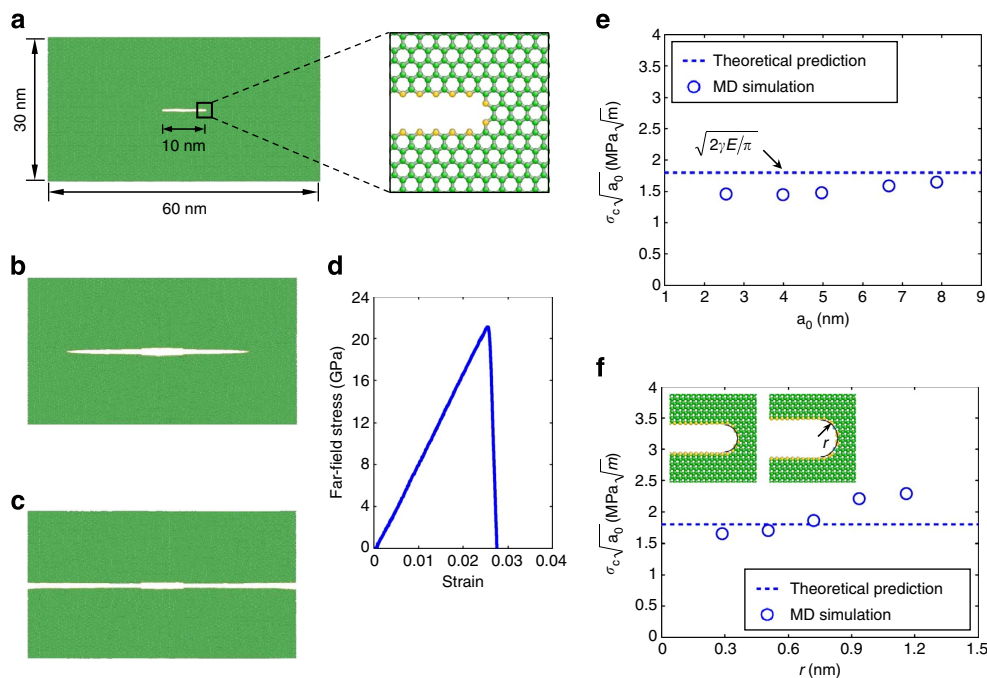 a
30 nm
10 nm
60 nm
b
c
d
Far-field stress (GPa)
24
20
16
12
8
4
0
0 0.01 0.02 0.03 0.04
Strain
e
σc√a0 (MPa√m)
4
3.5
3
2.5
2
1.5
1
0.5
0
Theoretical prediction
MD simulation
√2γE/π
1 2 3 4 5 6 7 8 9
a0 (nm)
f
σc√a0 (MPa√m)
4
3.5
3
2.5
2
1.5
1
0.5
0
r
Theoretical prediction
MD simulation
0 0.3 0.6 0.9 1.2 1.5
r (nm)